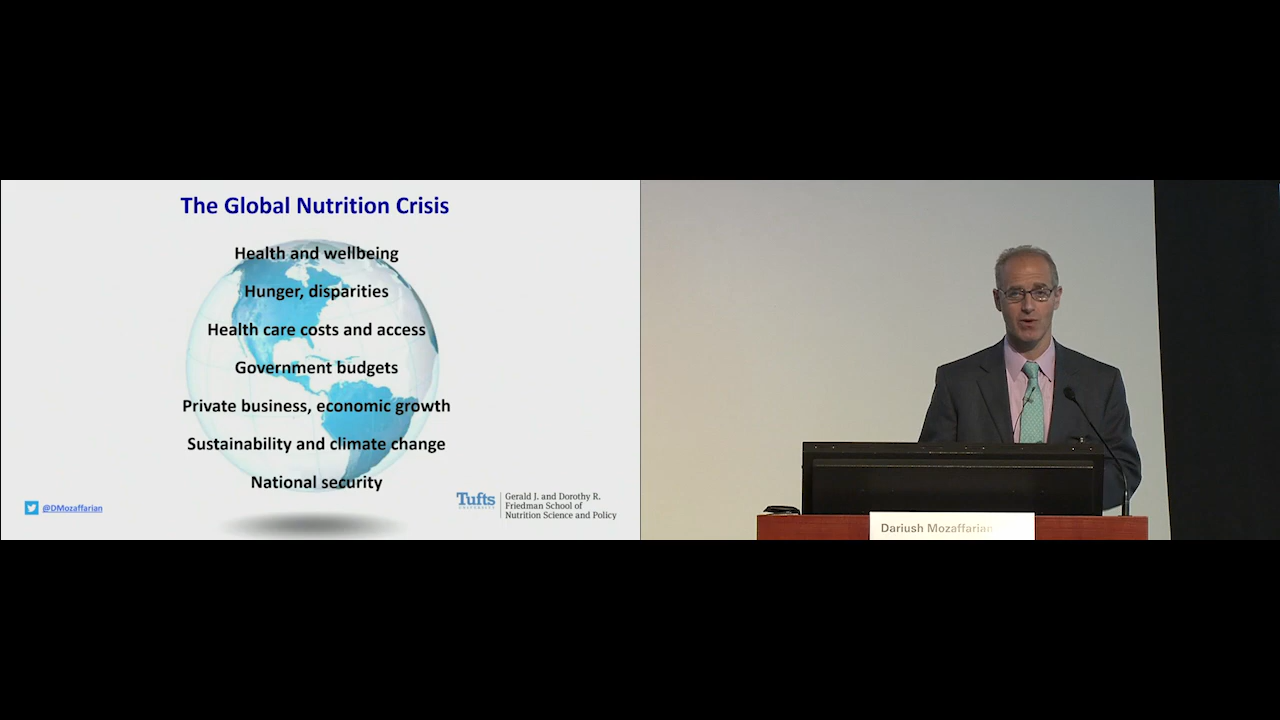 The Global Nutrition Crisis
Health and wellbeing
Hunger, disparities
Health care costs and access
Government budgets
Private business, economic growth
Sustainability and climate change
National security
@DMozaffarian
Tufts
UNIVERSITY
Gerald J. and Dorothy R.
Friedman School of
Nutrition Science and Policy
Dariush Mozaffarian